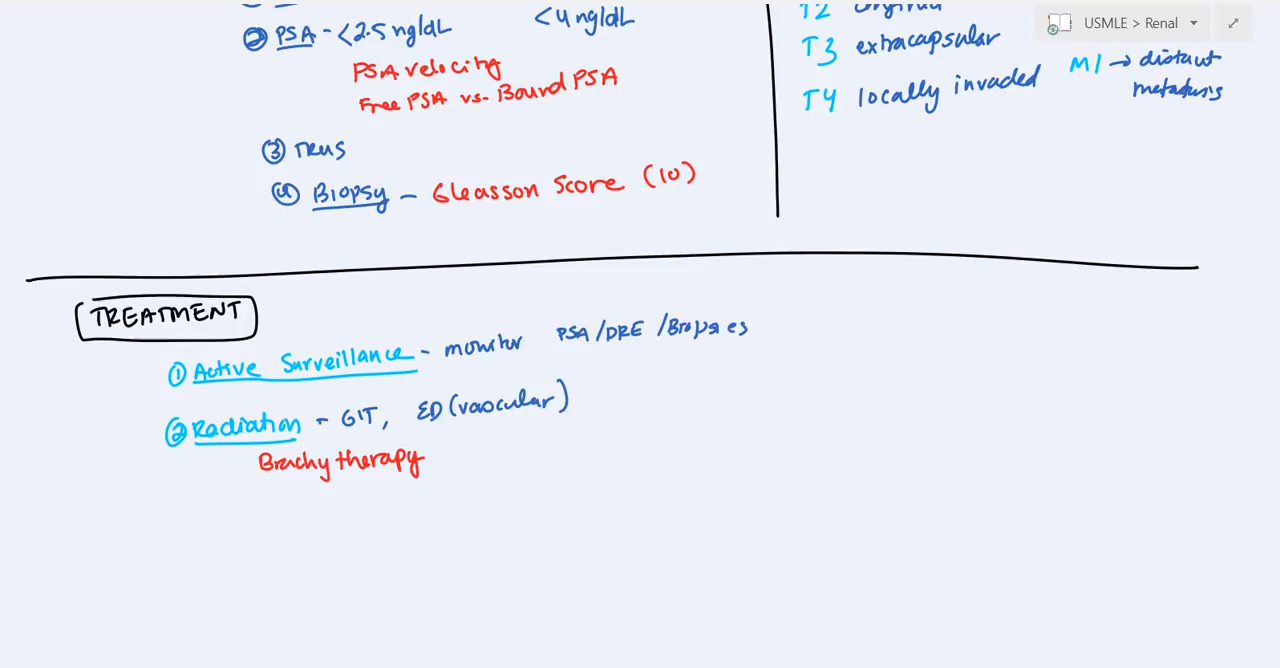 ② PSA - <2.5 ng/dL <4 ng/dL
PSA velocity
Free PSA vs. Bound PSA
③ TRUS
④ Biopsy - Gleasson Score (10)
T2
T3 extracapsular
T4 locally invaded
M1 → distant
metastasis
USMLE > Renal
TREATMENT
① Active Surveillance - monitor PSA/DRE/Biopsies
② Radiation - GIT, ED (vascular)
Brachytherapy